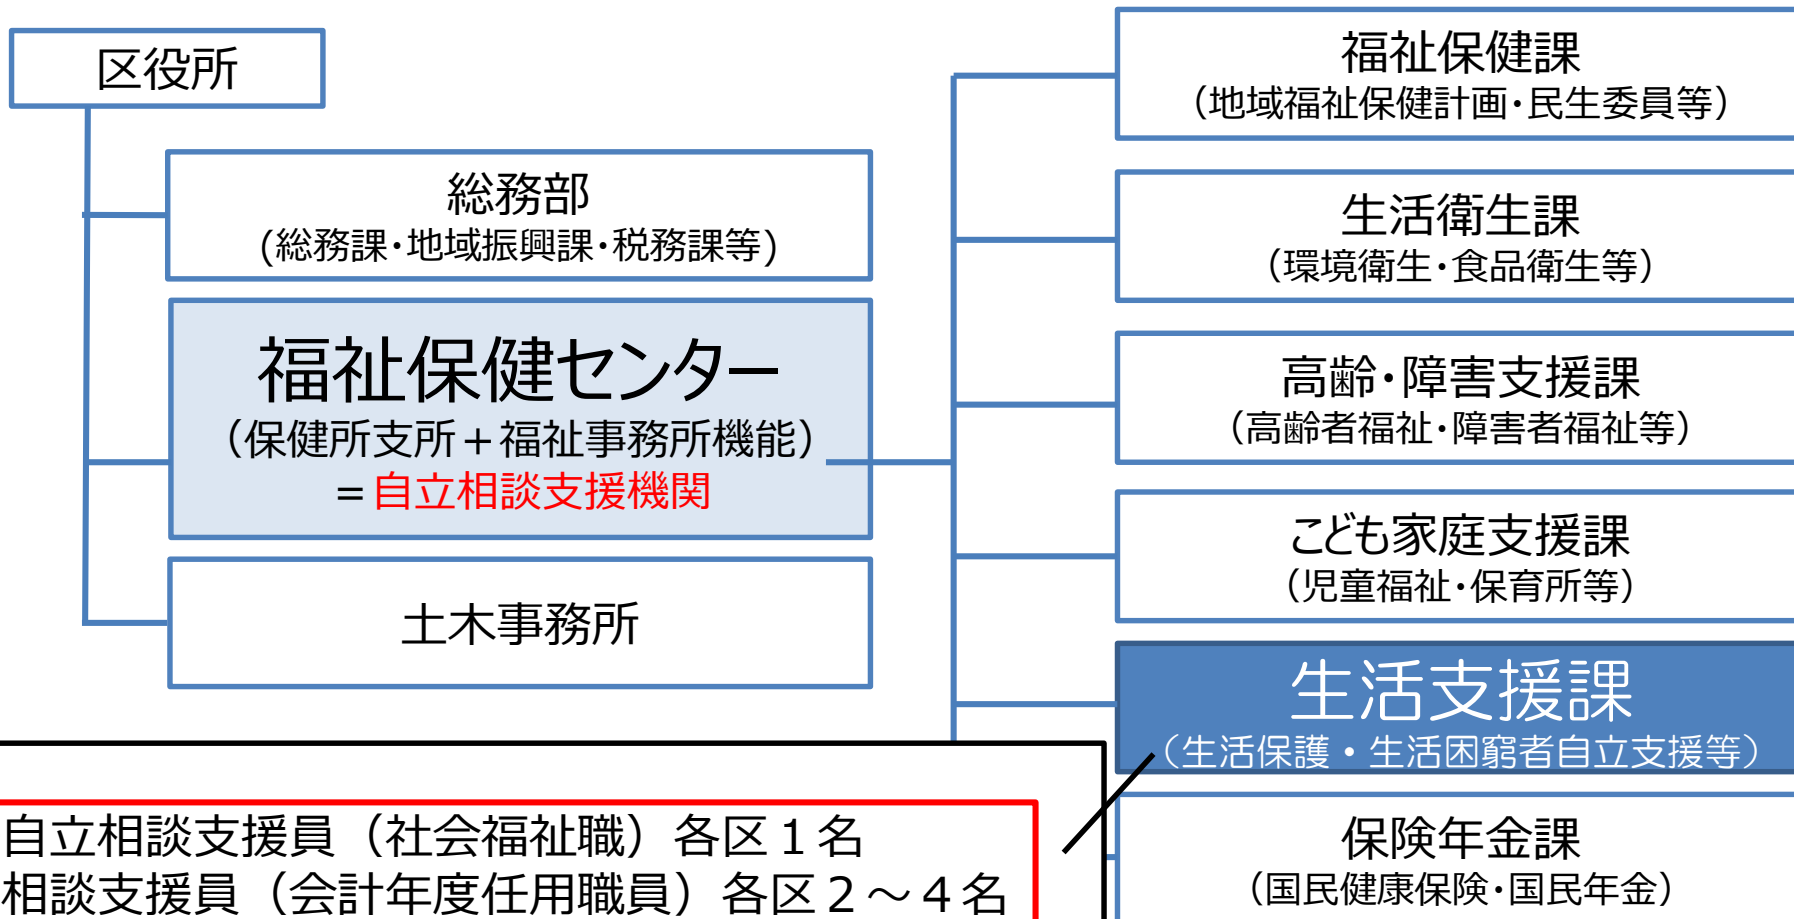 区役所
総務部
(総務課･地域振興課･税務課等)
福祉保健センター
（保健所支所＋福祉事務所機能）
＝自立相談支援機関
土木事務所
福祉保健課
（地域福祉保健計画･民生委員等）
生活衛生課
（環境衛生･食品衛生等）
高齢･障害支援課
（高齢者福祉･障害者福祉等）
こども家庭支援課
（児童福祉･保育所等）
生活支援課
（生活保護・生活困窮者自立支援等）
保険年金課
（国民健康保険･国民年金）
自立相談支援員（社会福祉職）各区１名
相談支援員（会計年度任用職員）各区２～４名